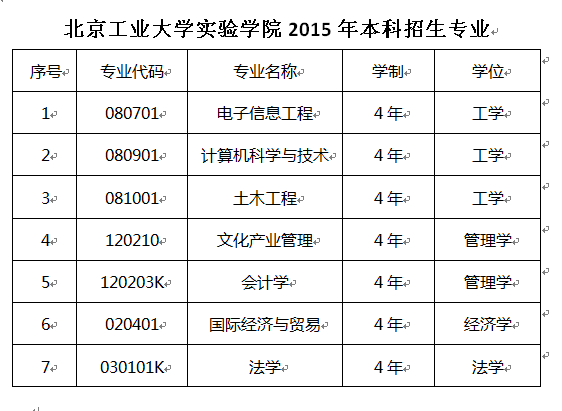 北京工业大学实验学院 2015 年本科招生专业
序号 专业代码 专业名称 学制 学位
1 080701 电子信息工程 4 年 工学
2 080901 计算机科学与技术 4 年 工学
3 081001 土木工程 4 年 工学
4 120210 文化产业管理 4 年 管理学
5 120203K 会计学 4 年 管理学
6 020401 国际经济与贸易 4 年 经济学
7 030101K 法学 4 年 法学